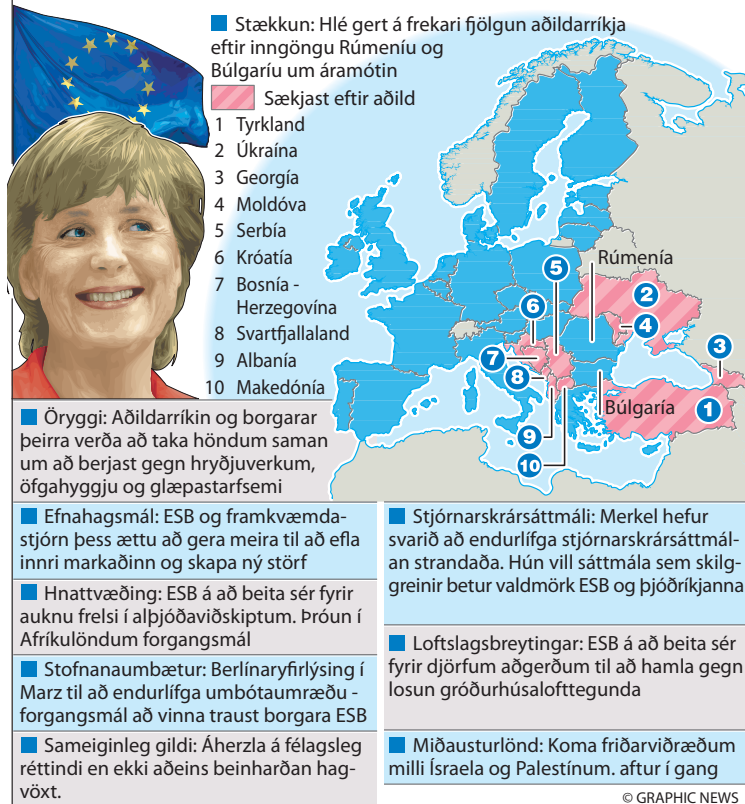 Stækkun: Hlé gert á frekari fjölgun aðildarríkja
eftir inngöngu Rúmeníu og
Búlgaríu um áramótin
Sækjast eftir aðild
1 Tyrkland
2 Úkraína
3 Georgía
4 Moldóva
5 Serbía
6 Króatía
7 Bosnía -
Herzegovína
8 Svartfjallaland
9 Albanía
10 Makedónía
Rúmenía
Búlgaría
5
2
6
4
3
7
8
1
9
10
Öryggi: Aðildarríkin og borgarar
þeirra verða að taka höndum saman
um að berjast gegn hryðjuverkum,
öfgahyggju og glæpastarfsemi
Efnahagsmál: ESB og framkvæmda-
stjórn þess ættu að gera meira til að efla
innri markaðinn og skapa ný störf
Hnattvæðing: ESB á að beita sér fyrir
auknu frelsi í alþjóðaviðskiptum. Þróun í
Afríkulöndum forgangsmál
Stofnanaumbætur: Berlínaryfirlýsing í
Marz til að endurlífga umbótaumræðu -
forgangsmál að vinna traust borgara ESB
Sameiginleg gildi: Áherzla á félagsleg
réttindi en ekki aðeins beinharðan hag-
vöxt.
Stjórnarskrársáttmáli: Merkel hefur
svarið að endurlífga stjórnarskrársáttmál-
an strandaða. Hún vill sáttmála sem skilg-
greinir betur valdmörk ESB og þjóðríkjanna
Loftslagsbreytingar: ESB á að beita sér
fyrir djörfum aðgerðum til að hamla gegn
losun gróðurhúsalofttegunda
Miðausturlönd: Koma friðarviðræðum
milli Ísraela og Palestínum. aftur í gang
© GRAPHIC NEWS